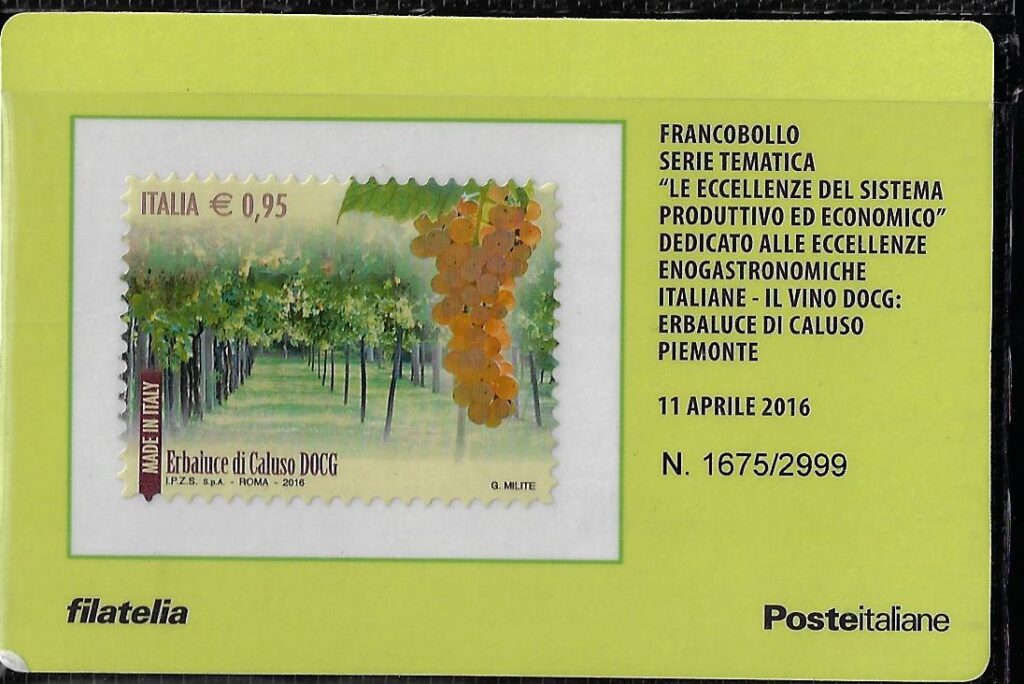 ITALIA € 0,95
MADE IN ITALY
Erbaluce di Caluso DOCG
I.P.Z.S. S.p.A. - ROMA - 2016
G. MILITE
FRANCOBOLLO
SERIE TEMATICA
“LE ECCELLENZE DEL SISTEMA
PRODUTTIVO ED ECONOMICO”
DEDICATO ALLE ECCELLENZE
ENOGASTRONOMICHE
ITALIANE - IL VINO DOCG:
ERBALUCE DI CALUSO
PIEMONTE
11 APRILE 2016
N. 1675/2999
filatelia
Posteitaliane